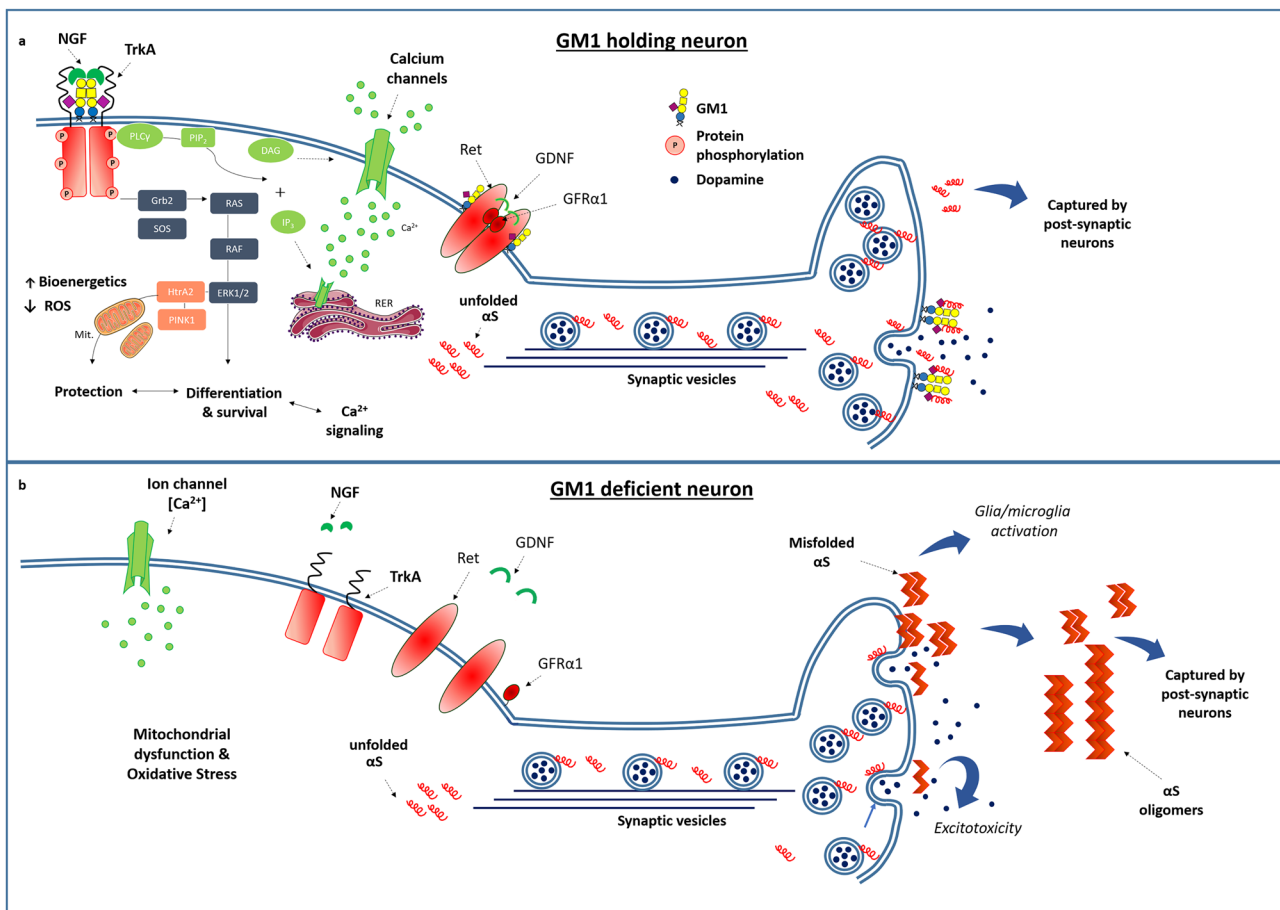 a
GM1 holding neuron
NGF
TrkA
Calcium
channels
GM1
Protein
phosphorylation
Dopamine
P
P
P
P
P
P
P
PLCγ
PIP2
DAG
+
IP3
Grb2
SOS
RAS
RAF
ERK1/2
HtrA2
PINK1
↑ Bioenergetics
↓ ROS
Mit.
Protection
Differentiation
& survival
Ca2+
signaling
Ca2+
RER
Ret
GDNF
GFRα1
unfolded
αS
Synaptic vesicles
Captured by
post-synaptic
neurons
b
GM1 deficient neuron
Ion channel
[Ca2+]
NGF
TrkA
Ret
GDNF
GFRα1
Mitochondrial
dysfunction &
Oxidative Stress
unfolded
αS
Synaptic vesicles
Misfolded
αS
Glia/microglia
activation
Captured by
post-synaptic
neurons
αS
oligomers
Excitotoxicity